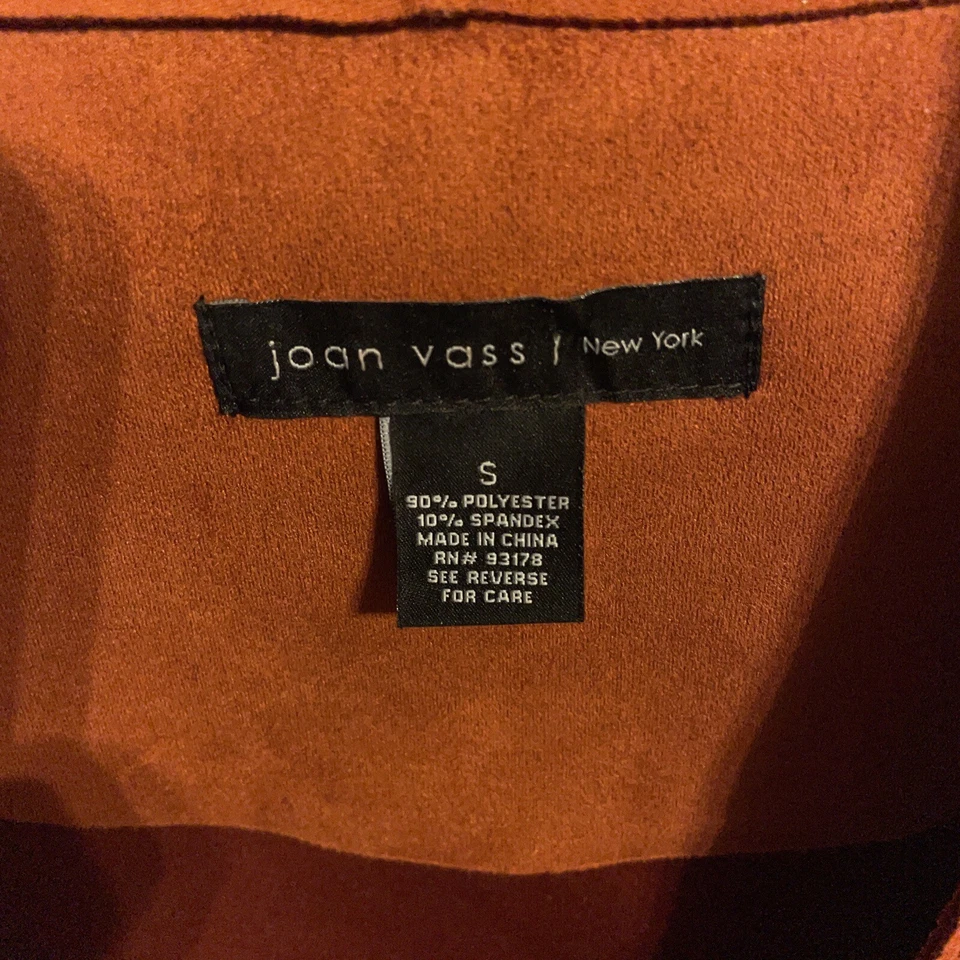 joan vass | New York
S
90% POLYESTER
10% SPANDEX
MADE IN CHINA
RN# 93178
SEE REVERSE
FOR CARE